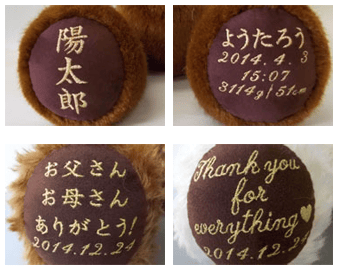 陽
太
郎
ようたろう
2014.4.3
15:07
3114g/51cm
お父さん
お母さん
ありがとう!
2014.12.24
Thank you
for
everything♥
2014.12.24